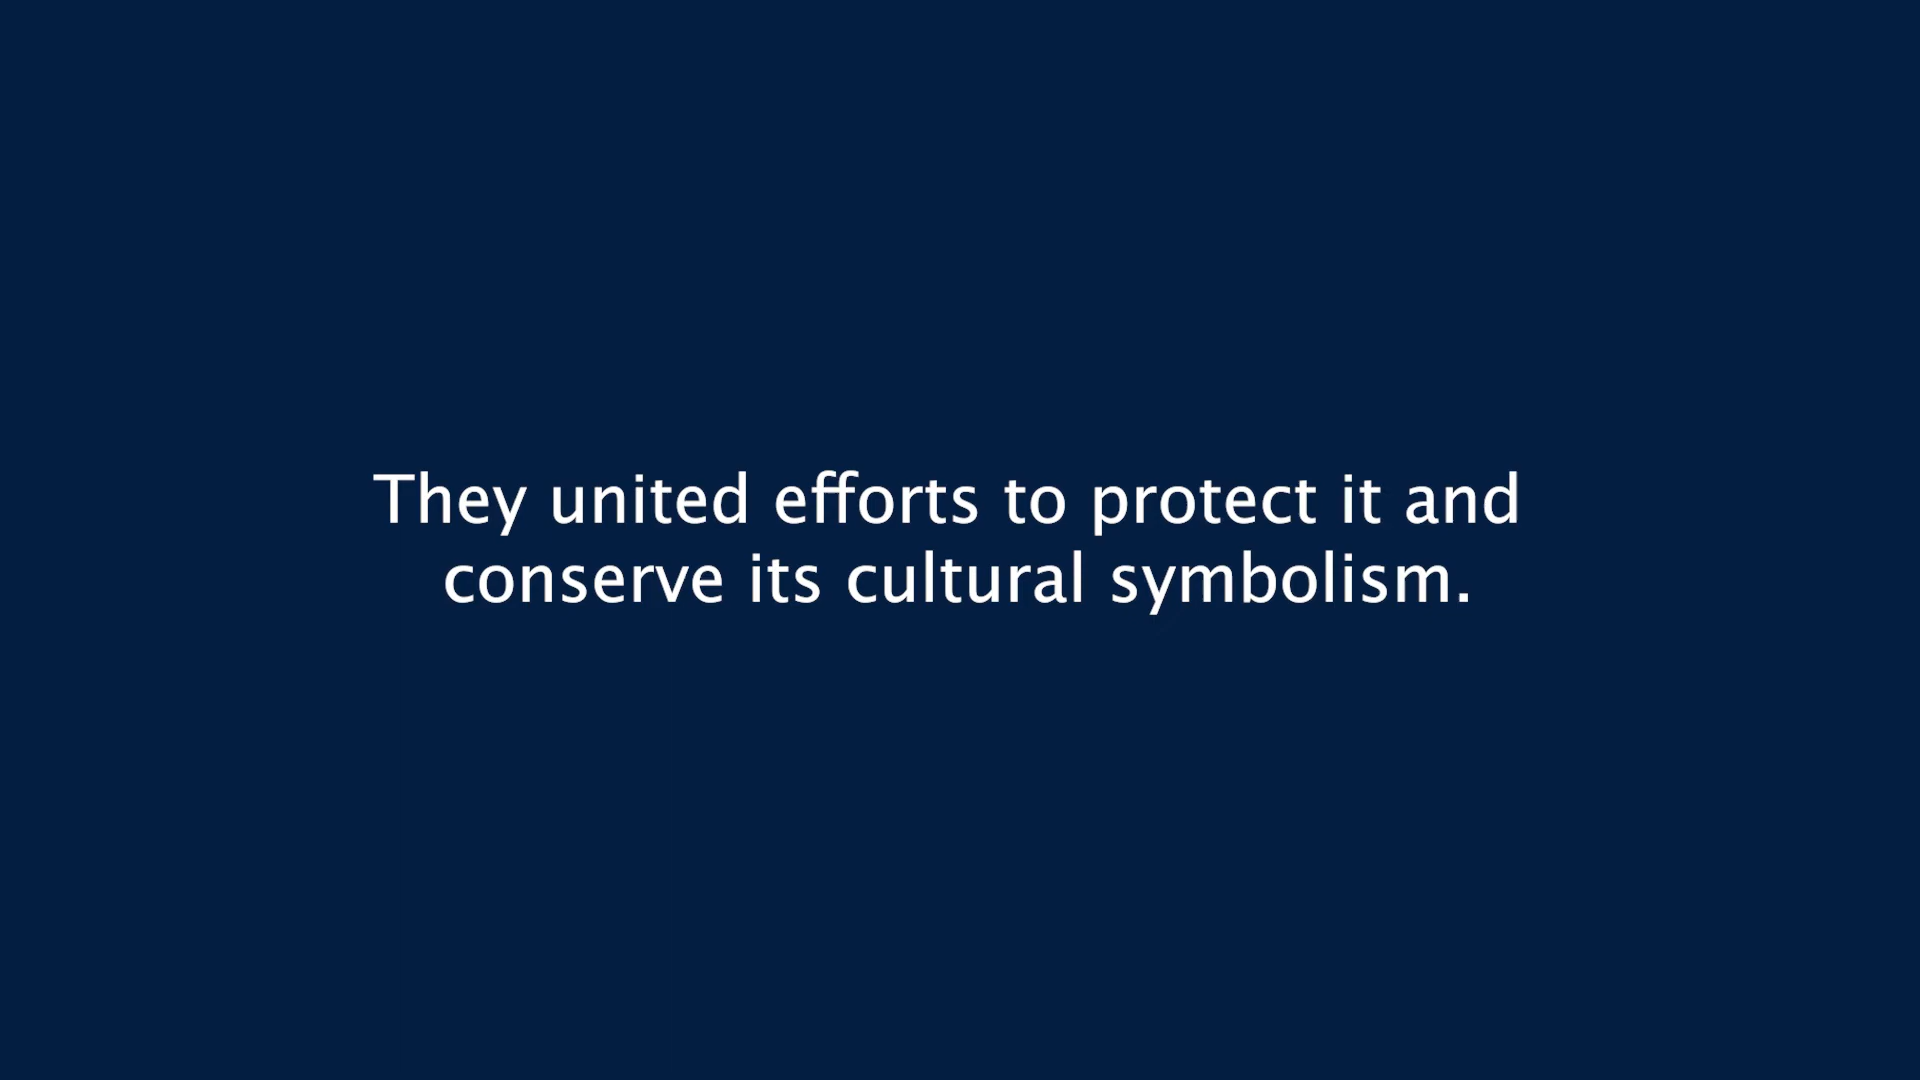 They united efforts to protect it and
conserve its cultural symbolism.